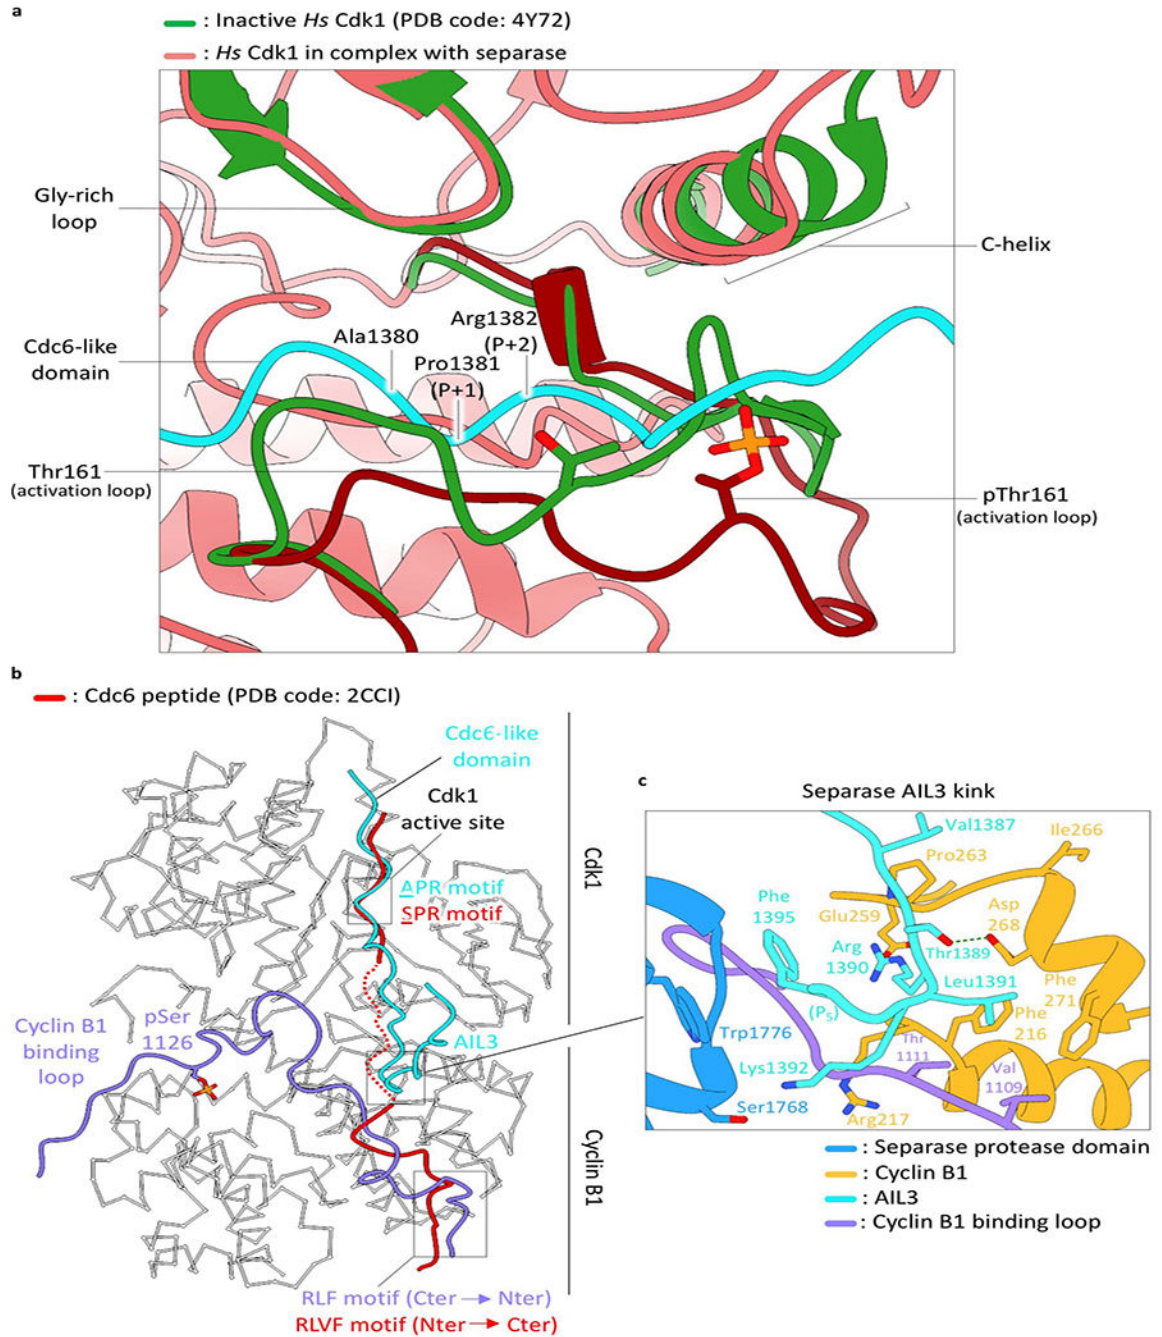 a
: Inactive Hs Cdk1 (PDB code: 4Y72)
: Hs Cdk1 in complex with separase
Gly-rich
loop
C-helix
Arg1382
(P+2)
Ala1380
Pro1381
(P+1)
Cdc6-like
domain
Thr161
(activation loop)
pThr161
(activation loop)
b
: Cdc6 peptide (PDB code: 2CCI)
Cdc6-like
domain
Cdk1
active site
APR motif
SPR motif
Cdk1
Cyclin B1
binding
loop
pSer
1126
AIL3
Cyclin B1
RLF motif (Cter → Nter)
RLVF motif (Nter → Cter)
c
Separase AIL3 kink
Val1387
Ile266
Pro263
Phe
1395
Glu259
Asp
268
Arg
1390
Thr1389
Leu1391
Phe
271
(PS)
Phe
216
Trp1776
Thr
1111
Lys1392
Val
1109
Ser1768
Arg217
: Separase protease domain
: Cyclin B1
: AIL3
: Cyclin B1 binding loop